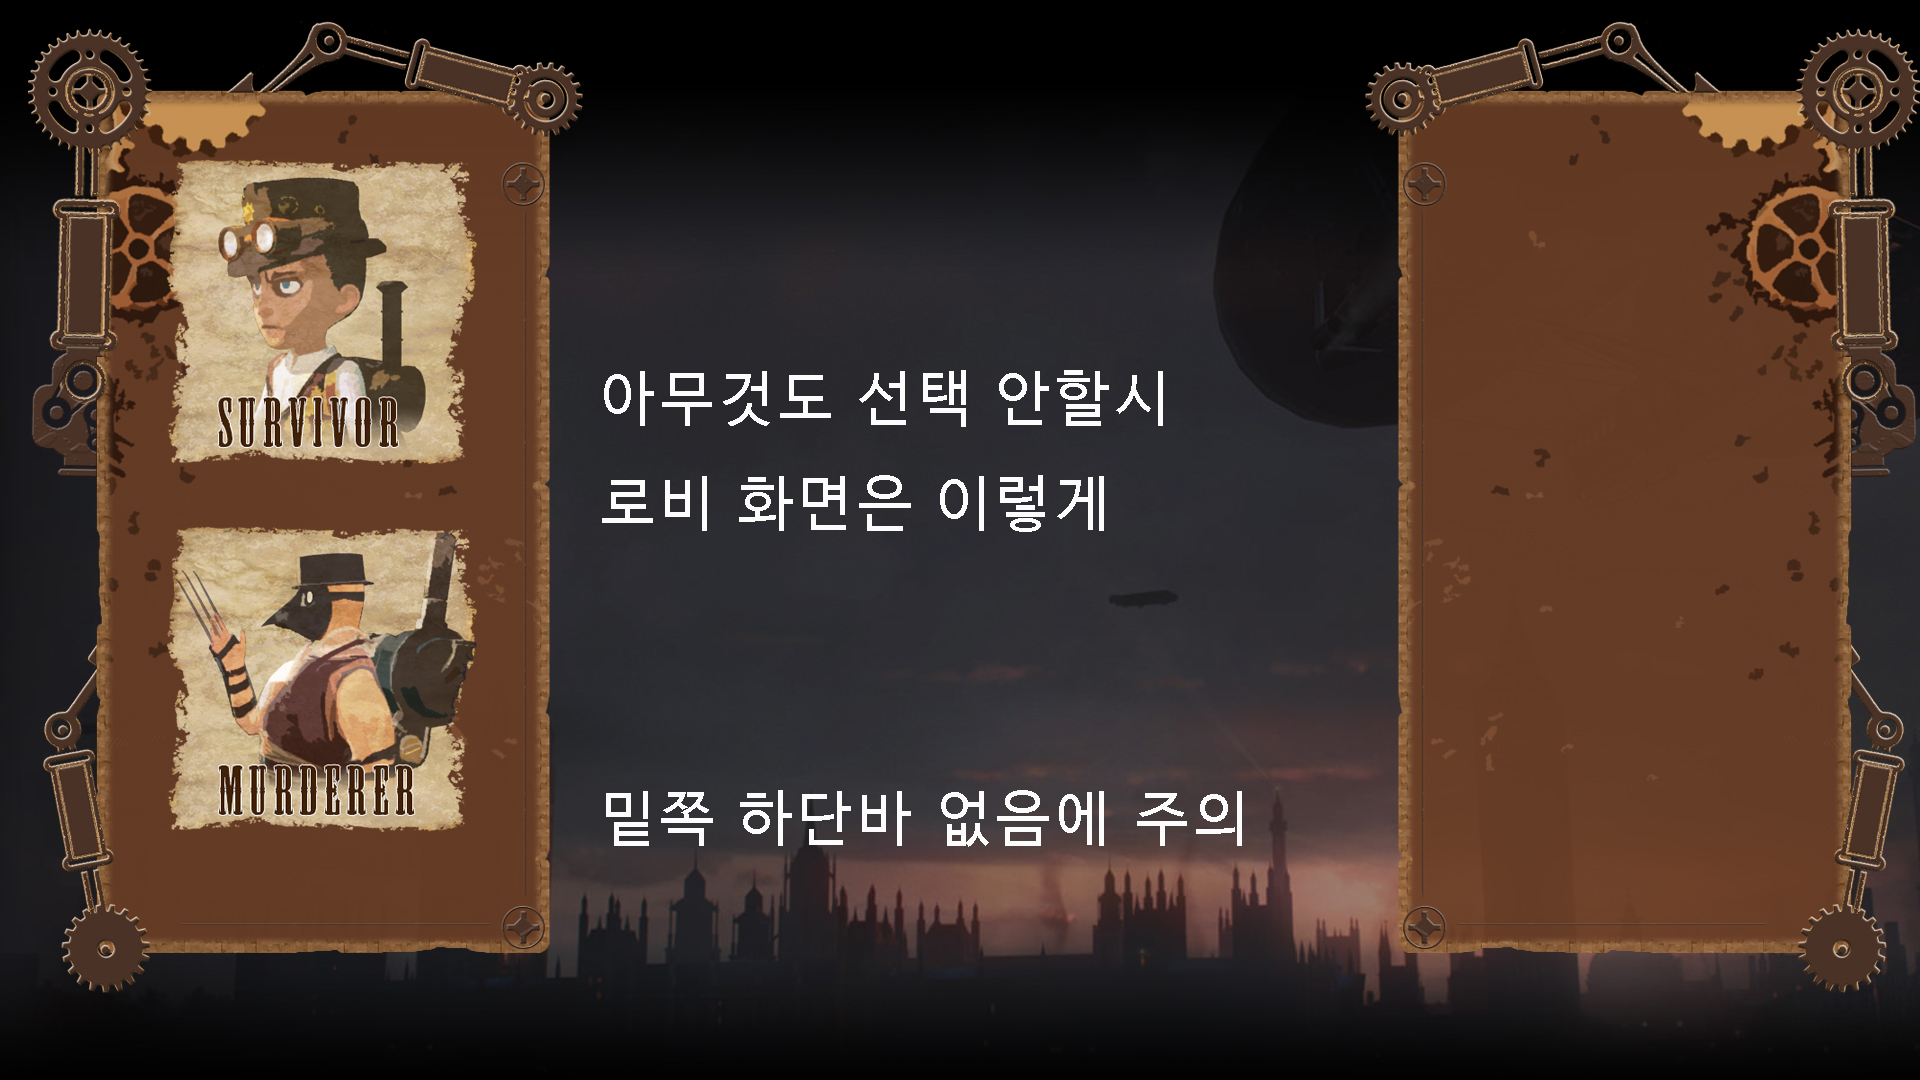 SURVIVOR
MURDERER
아무것도 선택 안할시
로비 화면은 이렇게
밑쪽 하단바 없음에 주의